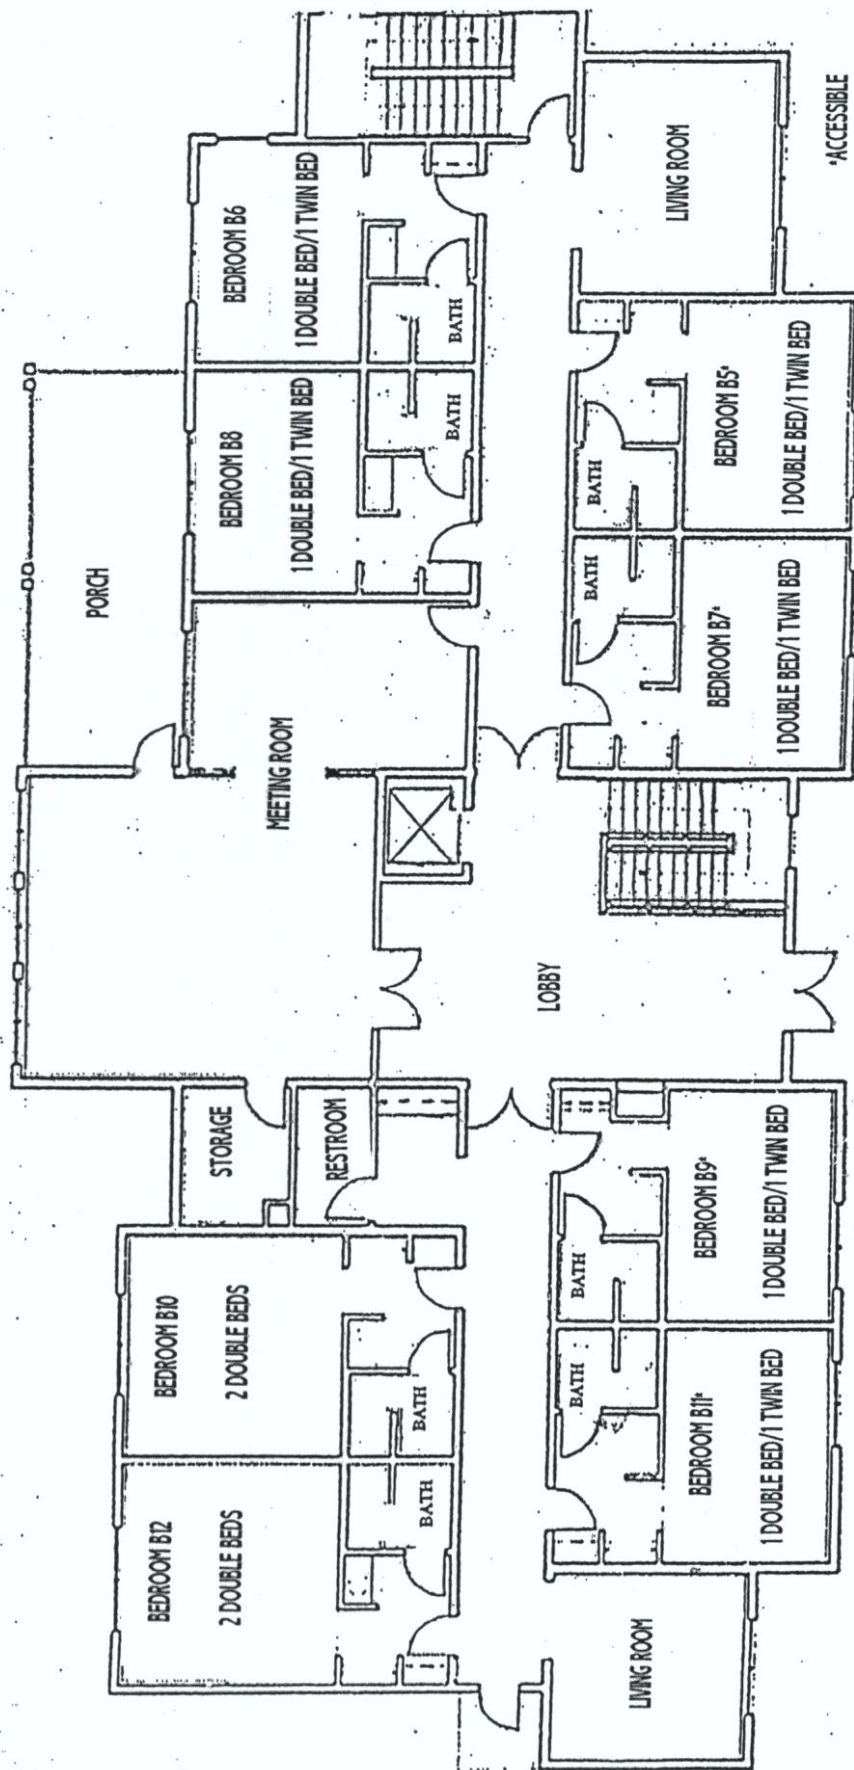 BEDROOM B12
2 DOUBLE BEDS
BATH
BEDROOM B10
2 DOUBLE BEDS
BATH
STORAGE
RESTROOM
MEETING ROOM
PORCH
BEDROOM B8
1 DOUBLE BED/1 TWIN BED
BATH
BEDROOM B6
1 DOUBLE BED/1 TWIN BED
BATH
LIVING ROOM
BATH
BEDROOM B11*
1 DOUBLE BED/1 TWIN BED
BATH
BEDROOM B9*
1 DOUBLE BED/1 TWIN BED
LOBBY
BATH
BEDROOM B7*
1 DOUBLE BED/1 TWIN BED
BATH
BEDROOM B5*
1 DOUBLE BED/1 TWIN BED
LIVING ROOM
*ACCESSIBLE